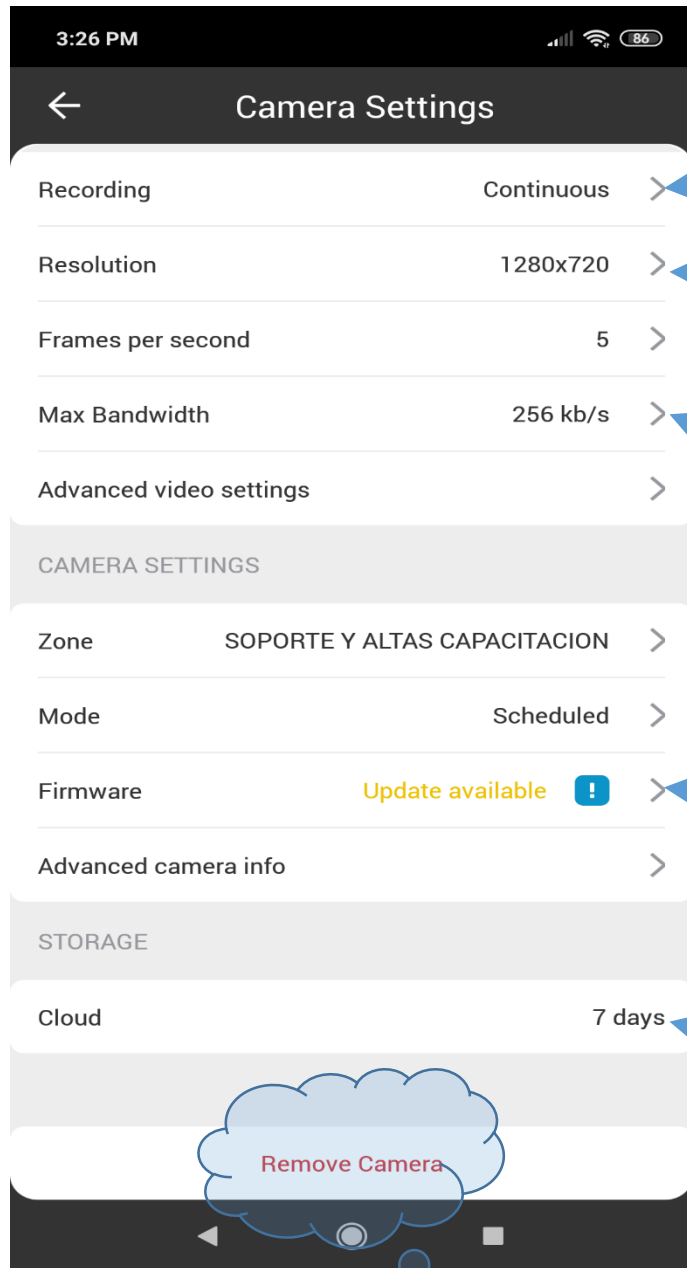 3:26 PM 86
Camera Settings
Recording Continuous
Resolution 1280x720
Frames per second 5
Max Bandwidth 256 kb/s
Advanced video settings
CAMERA SETTINGS
Zone SOPORTE Y ALTAS CAPACITACION
Mode Scheduled
Firmware Update available !
Advanced camera info
STORAGE
Cloud 7 days
Remove Camera